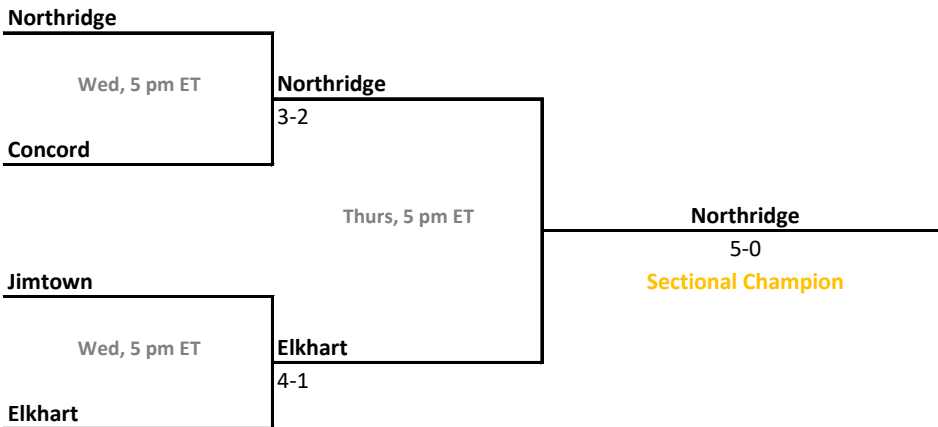 Northridge
Wed, 5 pm ET
Northridge
3-2
Concord
Thurs, 5 pm ET
Northridge
5-0
Sectional Champion
Jimtown
Wed, 5 pm ET
Elkhart
4-1
Elkhart